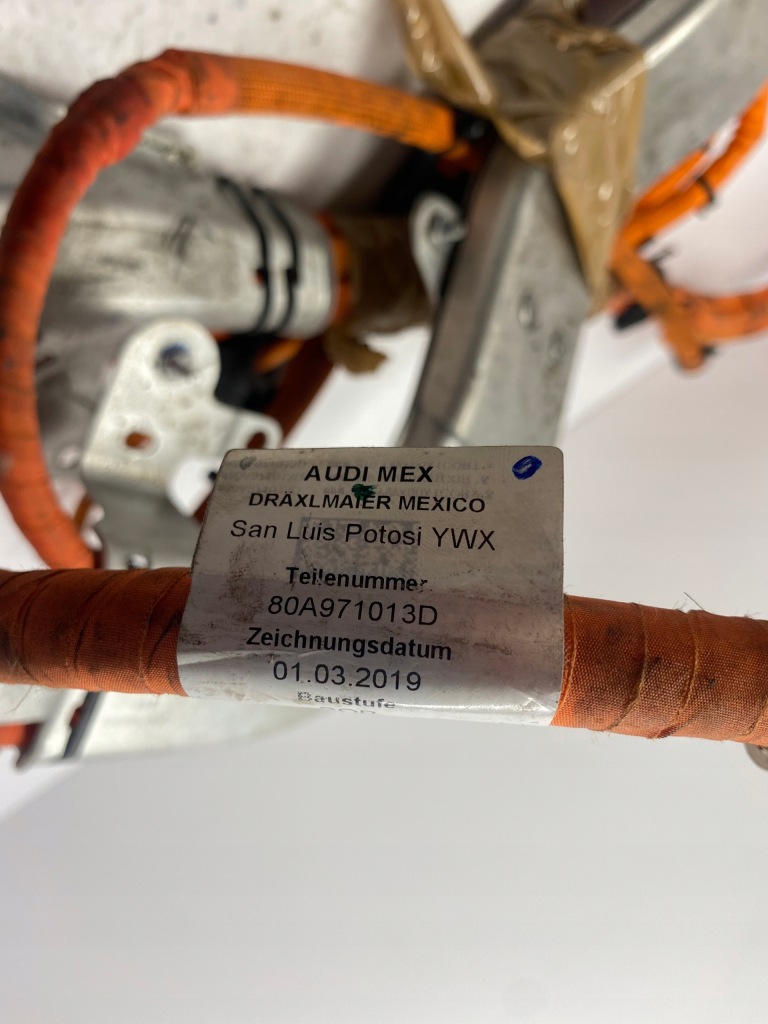 AUDI MEX
DRÄXLMAIER MEXICO
San Luis Potosi YWX
Teilenummer
80A971013D
Zeichnungsdatum
01.03.2019
Baustufe